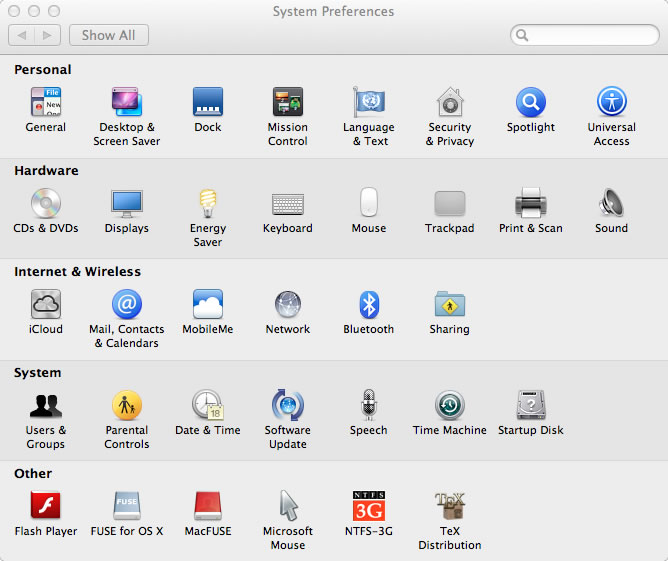 System Preferences
Show All
Personal
File
New
General
Desktop &
Screen Saver
Dock
Mission
Control
Language
& Text
Security
& Privacy
Spotlight
Universal
Access
Hardware
CDs & DVDs
Displays
Energy
Saver
Keyboard
Mouse
Trackpad
Print & Scan
Sound
Internet & Wireless
iCloud
@
Mail, Contacts
& Calendars
MobileMe
Network
Bluetooth
Sharing
System
Users &
Groups
Parental
Controls
18
Date & Time
Software
Update
Speech
Time Machine
?
Startup Disk
Other
Flash Player
FUSE
FUSE for OS X
MacFUSE
Microsoft
Mouse
NTFS
3G
NTFS-3G
TeX
TeX
Distribution